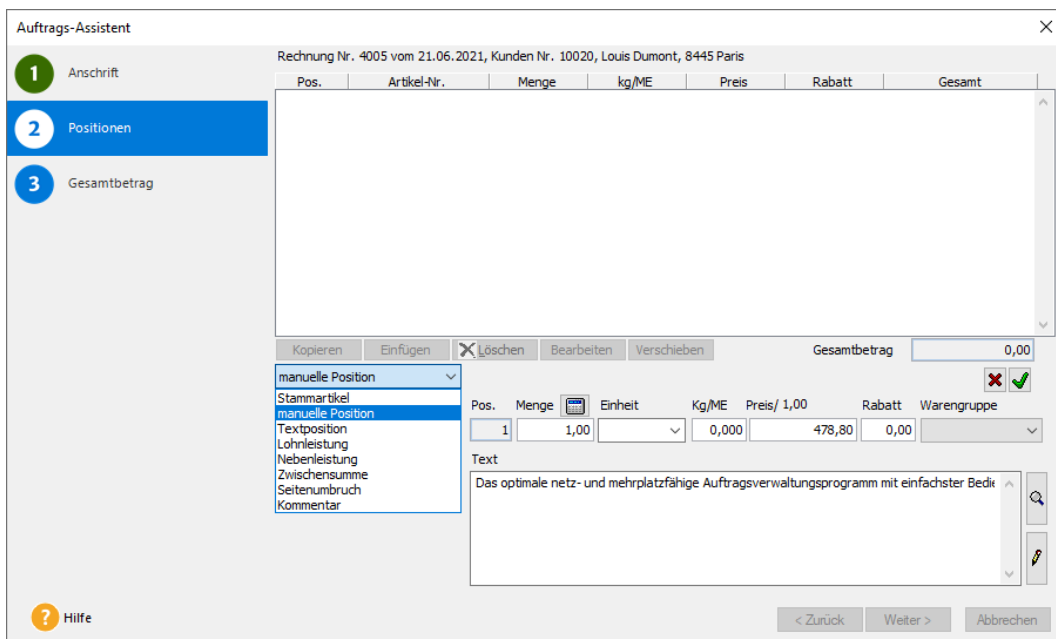 Auftrags-Assistent
1 Anschrift
2 Positionen
3 Gesamtbetrag
Rechnung Nr. 4005 vom 21.06.2021, Kunden Nr. 10020, Louis Dumont, 8445 Paris
Pos. Artikel-Nr. Menge kg/ME Preis Rabatt Gesamt
Kopieren Einfügen Löschen Bearbeiten Verschieben Gesamtbetrag 0,00
manuelle Position
Stammartikel
manuelle Position
Textposition
Lohnleistung
Nebenleistung
Zwischensumme
Seitenumbruch
Kommentar
Pos. Menge Einheit Kg/ME Preis/ 1,00 Rabatt Warengruppe
1 1,00 0,000 478,80 0,00
Text
Das optimale netz- und mehrplatzfähige Auftragsverwaltungsprogramm mit einfachster Bedie
? Hilfe
< Zurück Weiter > Abbrechen